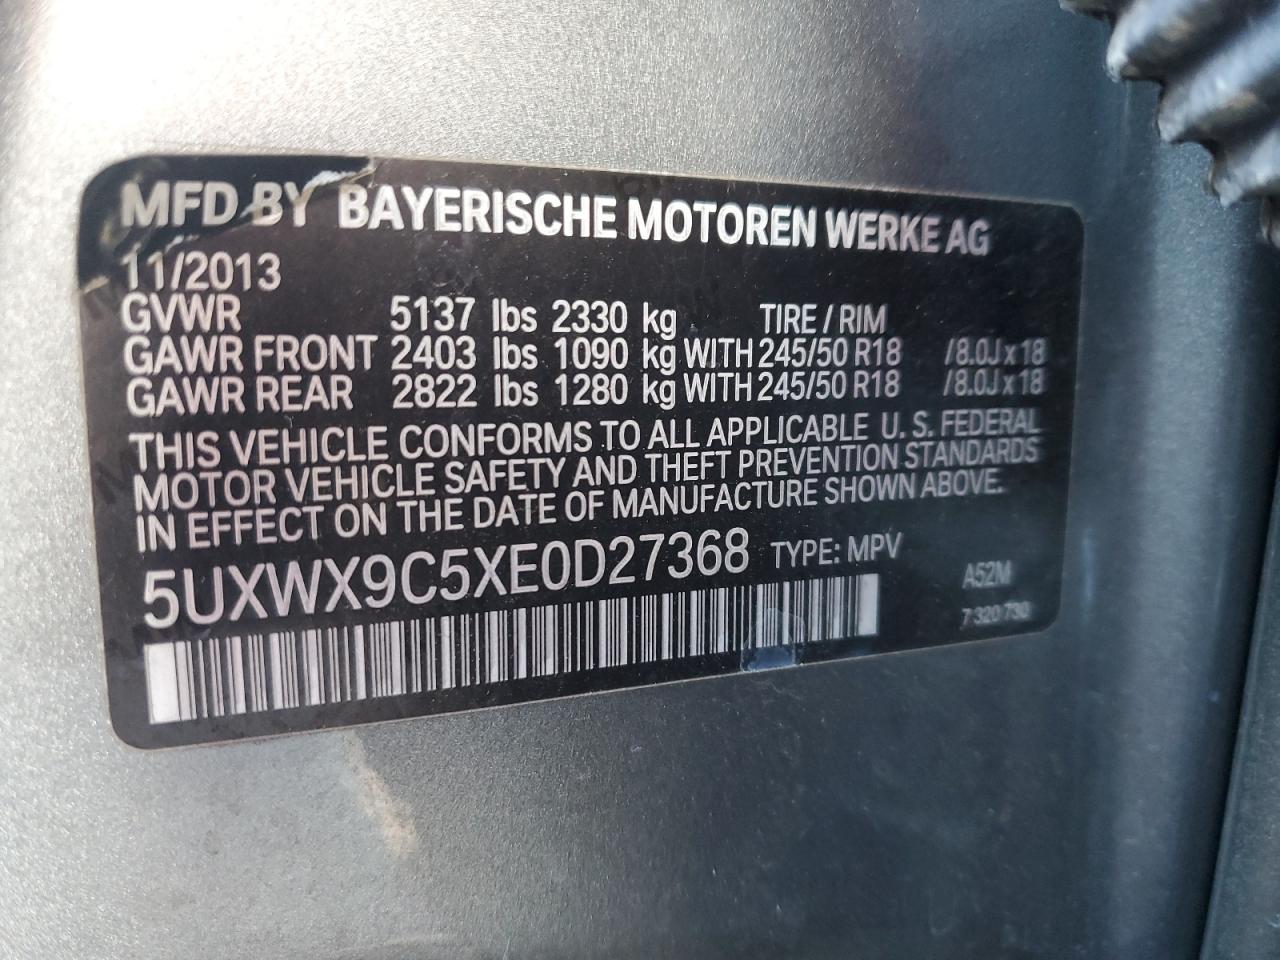 MFD BY BAYERISCHE MOTOREN WERKE AG
11/2013
GVWR 5137 lbs 2330 kg TIRE / RIM
GAWR FRONT 2403 lbs 1090 kg WITH 245/50 R18 /8.0J x 18
GAWR REAR 2822 lbs 1280 kg WITH 245/50 R18 /8.0J x 18
THIS VEHICLE CONFORMS TO ALL APPLICABLE U. S. FEDERAL
MOTOR VEHICLE SAFETY AND THEFT PREVENTION STANDARDS
IN EFFECT ON THE DATE OF MANUFACTURE SHOWN ABOVE.
5UXWX9C5XE0D27368 TYPE: MPV
A52M
7 320 730